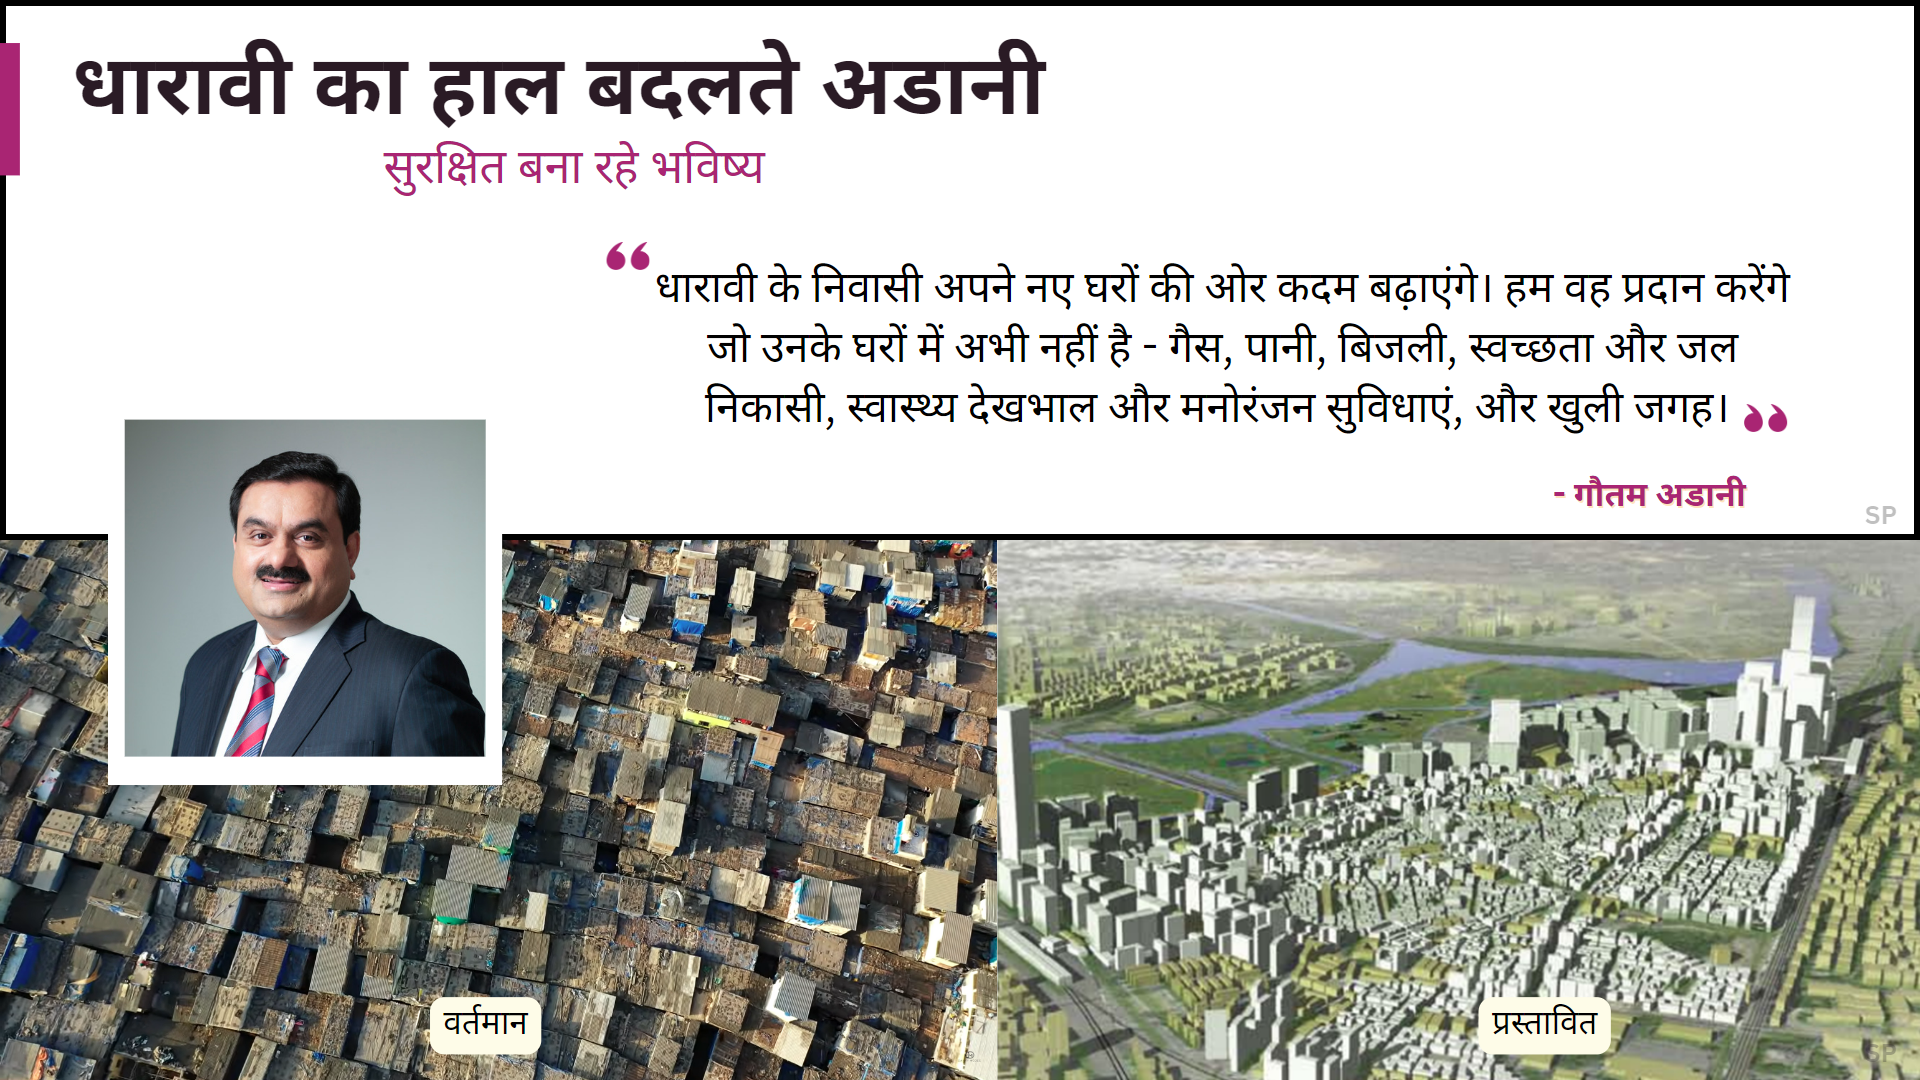 धारावी का हाल बदलते अडानी
सुरक्षित बना रहे भविष्य
“ धारावी के निवासी अपने नए घरों की ओर कदम बढ़ाएंगे। हम वह प्रदान करेंगे
जो उनके घरों में अभी नहीं है - गैस, पानी, बिजली, स्वच्छता और जल
निकासी, स्वास्थ्य देखभाल और मनोरंजन सुविधाएं, और खुली जगह। ”
- गौतम अडानी
SP
वर्तमान
प्रस्तावित
SP